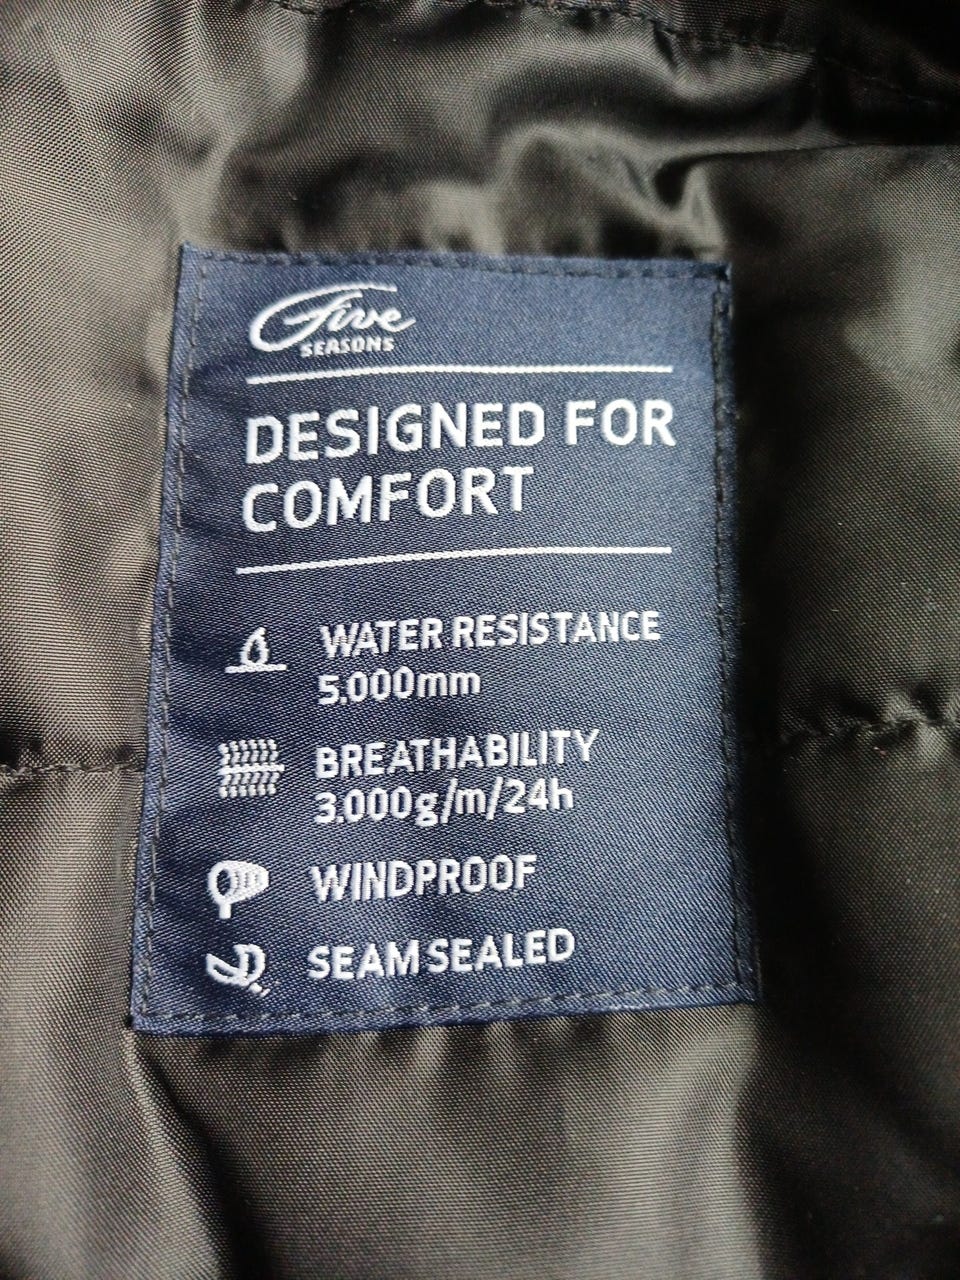 Five
SEASONS
DESIGNED FOR
COMFORT
WATER RESISTANCE
5.000mm
BREATHABILITY
3.000g/m/24h
WINDPROOF
SEAM SEALED